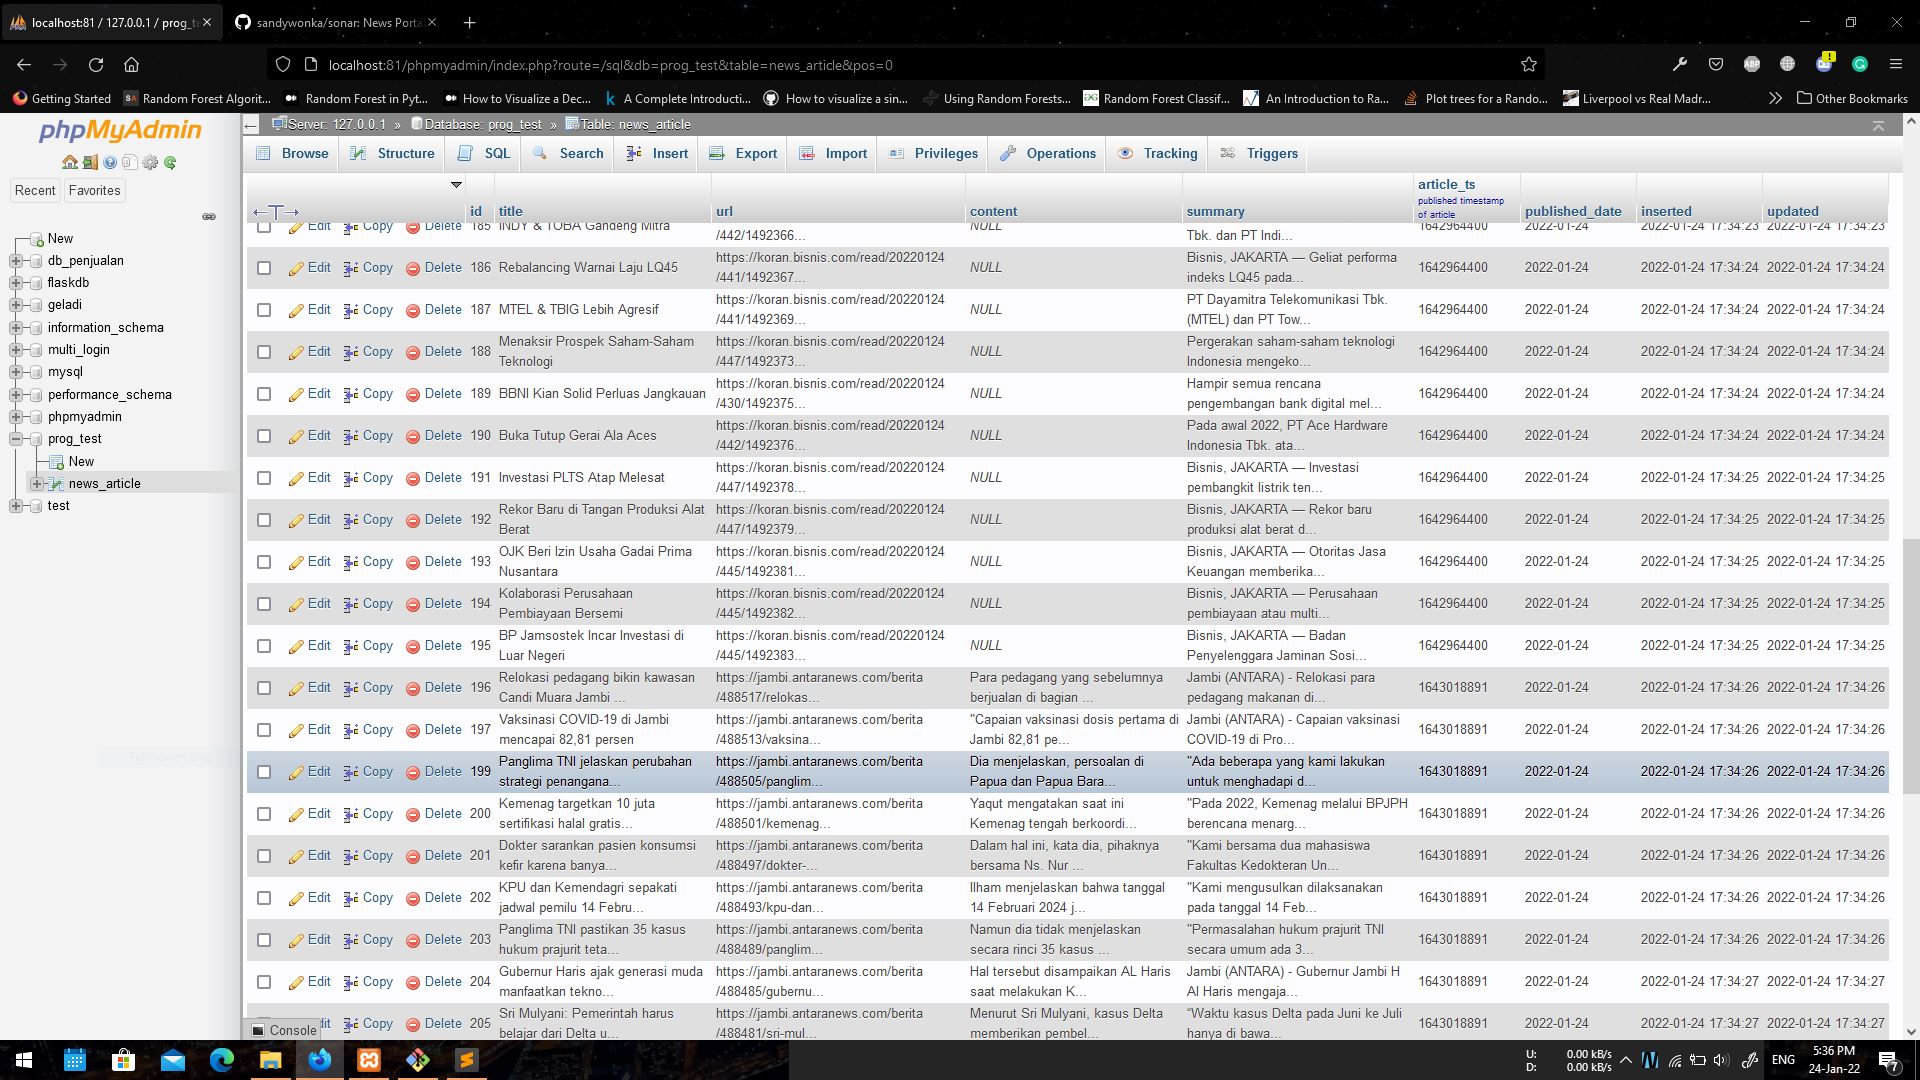 localhost:81 / 127.0.0.1 / prog_te
sandywonka/sonar: News Porta
localhost:81/phpmyadmin/index.php?route=/sql&db=prog_test&table=news_article&pos=0
Getting Started
Random Forest Algorit...
Random Forest in Pyt...
How to Visualize a Dec...
A Complete Introducti...
How to visualize a sin...
Using Random Forests...
Random Forest Classif...
An Introduction to Ra...
Plot trees for a Rando...
Liverpool vs Real Madr...
Other Bookmarks
phpMyAdmin
Recent
Favorites
New
db_penjualan
flaskdb
geladi
information_schema
multi_login
mysql
performance_schema
phpmyadmin
prog_test
New
news_article
test
Server: 127.0.0.1 » Database: prog_test » Table: news_article
Browse Structure SQL Search Insert Export Import Privileges Operations Tracking Triggers
id title url content summary article_ts published_date inserted updated
published timestamp
of article
Edit Copy Delete 185 INDY & TOBA Gandeng Mitra NULL 1642964400 2022-01-24 2022-01-24 17:34:23 2022-01-24 17:34:23
/442/1492366... Tbk. dan PT Indi...
https://koran.bisnis.com/read/20220124 Bisnis, JAKARTA — Geliat performa
Edit Copy Delete 186 Rebalancing Warnai Laju LQ45 NULL 1642964400 2022-01-24 2022-01-24 17:34:24 2022-01-24 17:34:24
/441/1492367... indeks LQ45 pada...
https://koran.bisnis.com/read/20220124 PT Dayamitra Telekomunikasi Tbk.
Edit Copy Delete 187 MTEL & TBIG Lebih Agresif NULL 1642964400 2022-01-24 2022-01-24 17:34:24 2022-01-24 17:34:24
/441/1492369... (MTEL) dan PT Tow...
Menaksir Prospek Saham-Saham https://koran.bisnis.com/read/20220124 Pergerakan saham-saham teknologi
Edit Copy Delete 188 NULL 1642964400 2022-01-24 2022-01-24 17:34:24 2022-01-24 17:34:24
Teknologi /447/1492373... Indonesia mengeko...
https://koran.bisnis.com/read/20220124 Hampir semua rencana
Edit Copy Delete 189 BBNI Kian Solid Perluas Jangkauan NULL 1642964400 2022-01-24 2022-01-24 17:34:24 2022-01-24 17:34:24
/430/1492375... pengembangan bank digital mel...
https://koran.bisnis.com/read/20220124 Pada awal 2022, PT Ace Hardware
Edit Copy Delete 190 Buka Tutup Gerai Ala Aces NULL 1642964400 2022-01-24 2022-01-24 17:34:24 2022-01-24 17:34:24
/442/1492376... Indonesia Tbk. ata...
https://koran.bisnis.com/read/20220124 Bisnis, JAKARTA — Investasi
Edit Copy Delete 191 Investasi PLTS Atap Melesat NULL 1642964400 2022-01-24 2022-01-24 17:34:25 2022-01-24 17:34:25
/447/1492378... pembangkit listrik ten...
Rekor Baru di Tangan Produksi Alat https://koran.bisnis.com/read/20220124 Bisnis, JAKARTA — Rekor baru
Edit Copy Delete 192 NULL 1642964400 2022-01-24 2022-01-24 17:34:25 2022-01-24 17:34:25
Berat /447/1492379... produksi alat berat d...
OJK Beri Izin Usaha Gadai Prima https://koran.bisnis.com/read/20220124 Bisnis, JAKARTA — Otoritas Jasa
Edit Copy Delete 193 NULL 1642964400 2022-01-24 2022-01-24 17:34:25 2022-01-24 17:34:25
Nusantara /445/1492381... Keuangan memberika...
Kolaborasi Perusahaan https://koran.bisnis.com/read/20220124 Bisnis, JAKARTA — Perusahaan
Edit Copy Delete 194 NULL 1642964400 2022-01-24 2022-01-24 17:34:25 2022-01-24 17:34:25
Pembiayaan Bersemi /445/1492382... pembiayaan atau multi...
BP Jamsostek Incar Investasi di https://koran.bisnis.com/read/20220124 Bisnis, JAKARTA — Badan
Edit Copy Delete 195 NULL 1642964400 2022-01-24 2022-01-24 17:34:25 2022-01-24 17:34:25
Luar Negeri /445/1492383... Penyelenggara Jaminan Sosi...
Relokasi pedagang bikin kawasan https://jambi.antaranews.com/berita Para pedagang yang sebelumnya Jambi (ANTARA) - Relokasi para
Edit Copy Delete 196 1643018891 2022-01-24 2022-01-24 17:34:26 2022-01-24 17:34:26
Candi Muara Jambi ... /488517/relokas... berjualan di bagian ... pedagang makanan di...
Vaksinasi COVID-19 di Jambi https://jambi.antaranews.com/berita "Capaian vaksinasi dosis pertama di Jambi (ANTARA) - Capaian vaksinasi
Edit Copy Delete 197 1643018891 2022-01-24 2022-01-24 17:34:26 2022-01-24 17:34:26
mencapai 82,81 persen /488513/vaksina... Jambi 82,81 pe... COVID-19 di Pro...
Full-screen Snip
Panglima TNI jelaskan perubahan https://jambi.antaranews.com/berita Dia menjelaskan, persoalan di "Ada beberapa yang kami lakukan
Edit Copy Delete 199 1643018891 2022-01-24 2022-01-24 17:34:26 2022-01-24 17:34:26
strategi penangana... /488505/panglim... Papua dan Papua Bara... untuk menghadapi d...
Kemenag targetkan 10 juta https://jambi.antaranews.com/berita Yaqut mengatakan saat ini "Pada 2022, Kemenag melalui BPJPH
Edit Copy Delete 200 1643018891 2022-01-24 2022-01-24 17:34:26 2022-01-24 17:34:26
sertifikasi halal gratis... /488501/kemenag... Kemenag tengah berkoordi... berencana menarg...
Dokter sarankan pasien konsumsi https://jambi.antaranews.com/berita Dalam hal ini, kata dia, pihaknya "Kami bersama dua mahasiswa
Edit Copy Delete 201 1643018891 2022-01-24 2022-01-24 17:34:26 2022-01-24 17:34:26
kefir karena banya... /488497/dokter-... bersama Ns. Nur ... Fakultas Kedokteran Un...
KPU dan Kemendagri sepakati https://jambi.antaranews.com/berita Ilham menjelaskan bahwa tanggal "Kami mengusulkan dilaksanakan
Edit Copy Delete 202 1643018891 2022-01-24 2022-01-24 17:34:26 2022-01-24 17:34:26
jadwal pemilu 14 Febru... /488493/kpu-dan... 14 Februari 2024 j... pada tanggal 14 Feb...
Panglima TNI pastikan 35 kasus https://jambi.antaranews.com/berita Namun dia tidak menjelaskan "Permasalahan hukum prajurit TNI
Edit Copy Delete 203 1643018891 2022-01-24 2022-01-24 17:34:26 2022-01-24 17:34:26
hukum prajurit teta... /488489/panglim... secara rinci 35 kasus ... secara umum ada 3...
Gubernur Haris ajak generasi muda https://jambi.antaranews.com/berita Hal tersebut disampaikan AL Haris Jambi (ANTARA) - Gubernur Jambi H
Edit Copy Delete 204 1643018891 2022-01-24 2022-01-24 17:34:27 2022-01-24 17:34:27
manfaatkan tekno... /488485/gubernu... saat melakukan K... Al Haris mengaja...
Sri Mulyani: Pemerintah harus https://jambi.antaranews.com/berita Menurut Sri Mulyani, kasus Delta “Waktu kasus Delta pada Juni ke Juli
dit Copy Delete 205 1643018891 2022-01-24 2022-01-24 17:34:27 2022-01-24 17:34:27
belajar dari Delta u... /488481/sri-mul... memberikan pembel... hanya di bawa...
Console
U: 0.00 kB/s
D: 0.00 kB/s
ENG
5:36 PM
24-Jan-22
7